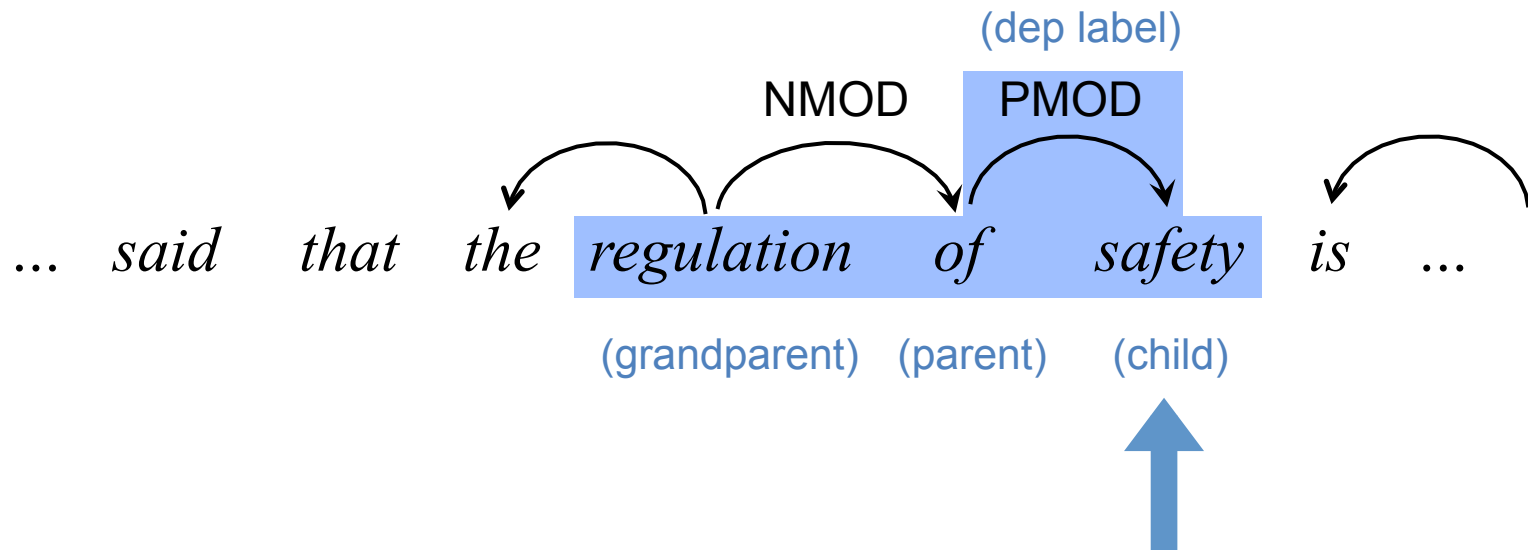 (dep label)
NMOD PMOD
... said that the regulation of safety is ...
(grandparent) (parent) (child)